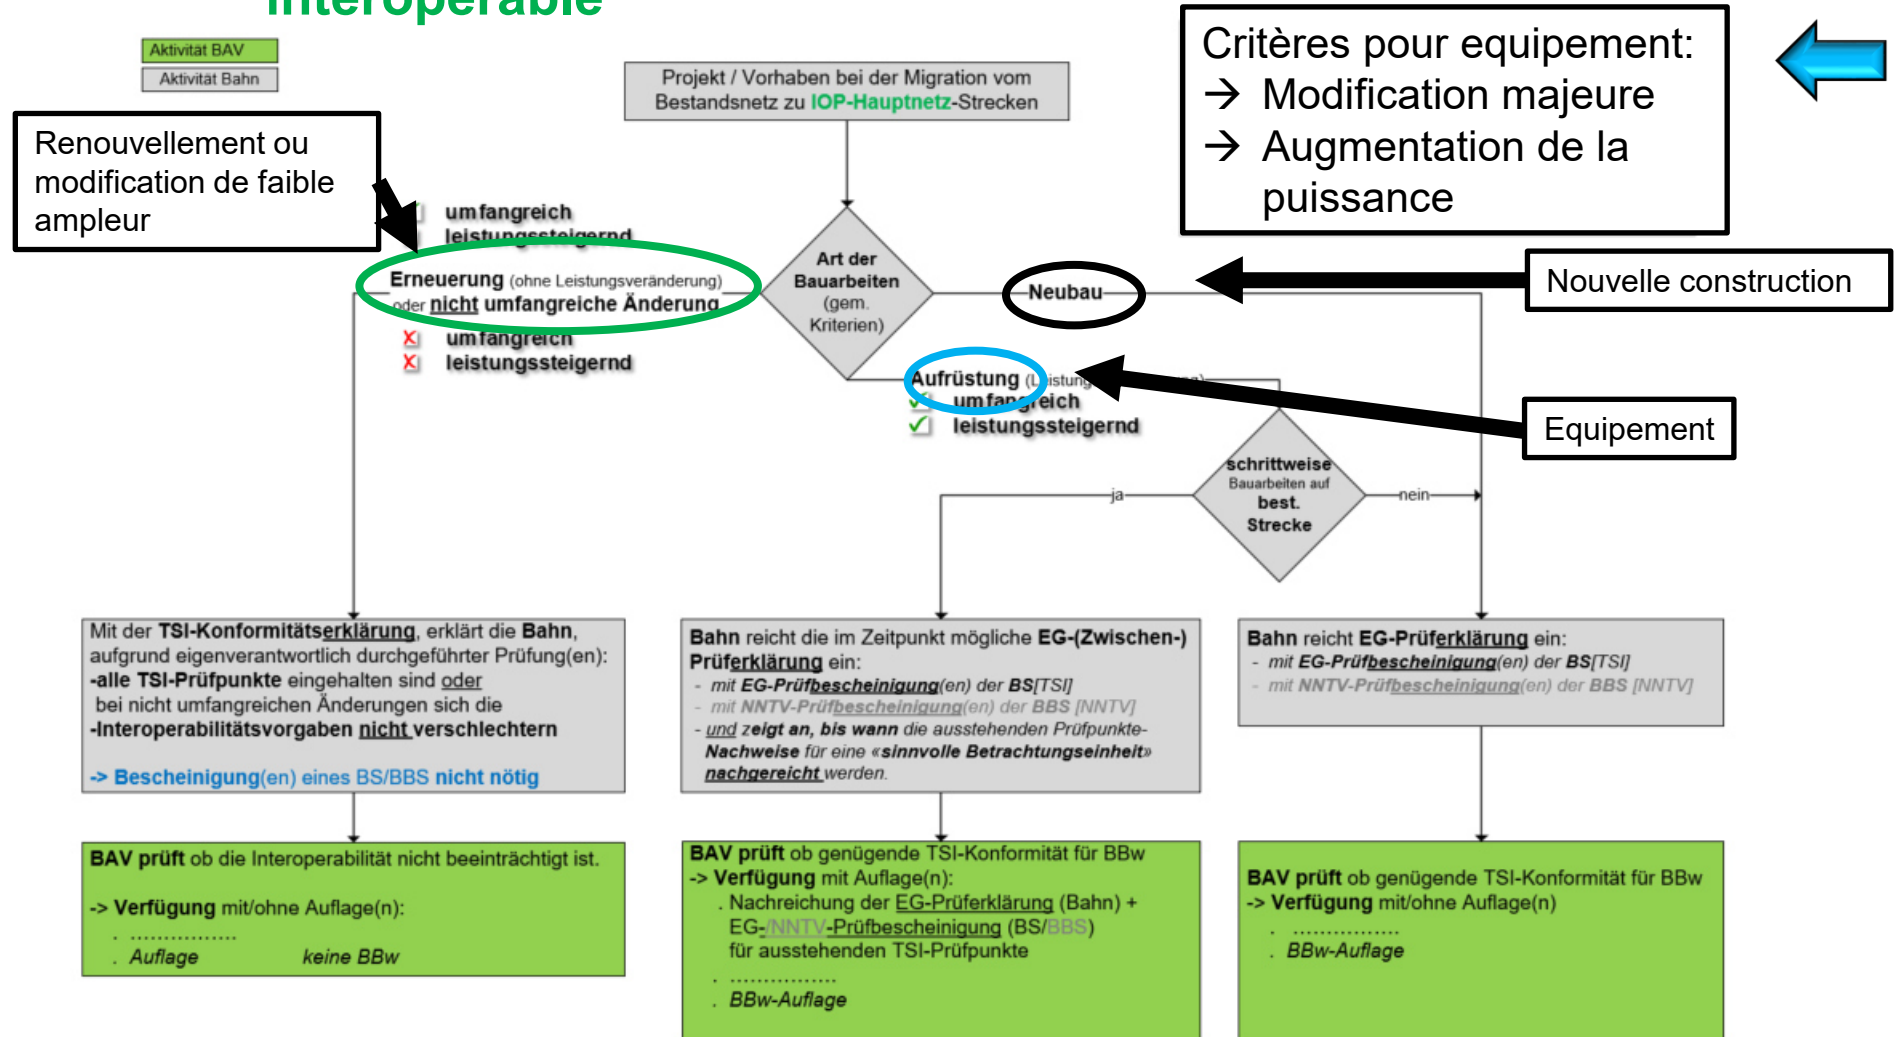 interopérable
Aktivität BAV
Aktivität Bahn
Projekt / Vorhaben bei der Migration vom
Bestandsnetz zu IOP-Hauptnetz-Strecken
Critères pour equipement:
→ Modification majeure
→ Augmentation de la
puissance
Renouvellement ou
modification de faible
ampleur
umfangreich
leistungssteigernd
Erneuerung (ohne Leistungsveränderung)
oder nicht umfangreiche Änderung
umfangreich
leistungssteigernd
Art der
Bauarbeiten
(gem.
Kriterien)
Neubau
Nouvelle construction
Aufrüstung
umfangreich
leistungssteigernd
Equipement
schrittweise
Bauarbeiten auf
best.
Strecke
ja
nein
Mit der TSI-Konformitätserklärung, erklärt die Bahn,
aufgrund eigenverantwortlich durchgeführter Prüfung(en):
-alle TSI-Prüfpunkte eingehalten sind oder
bei nicht umfangreichen Änderungen sich die
-Interoperabilitätsvorgaben nicht verschlechtern
-> Bescheinigung(en) eines BS/BBS nicht nötig
Bahn reicht die im Zeitpunkt mögliche EG-(Zwischen-)
Prüferklärung ein:
- mit EG-Prüfbescheinigung(en) der BS[TSI]
- mit NNTV-Prüfbescheinigung(en) der BBS [NNTV]
- und zeigt an, bis wann die ausstehenden Prüfpunkte-
Nachweise für eine «sinnvolle Betrachtungseinheit»
nachgereicht werden.
Bahn reicht EG-Prüferklärung ein:
- mit EG-Prüfbescheinigung(en) der BS[TSI]
- mit NNTV-Prüfbescheinigung(en) der BBS [NNTV]
BAV prüft ob die Interoperabilität nicht beeinträchtigt ist.
-> Verfügung mit/ohne Auflage(n):
. ................
. Auflage keine BBw
BAV prüft ob genügende TSI-Konformität für BBw
-> Verfügung mit Auflage(n):
. Nachreichung der EG-Prüferklärung (Bahn) +
EG-/NNTV-Prüfbescheinigung (BS/BBS)
für ausstehenden TSI-Prüfpunkte
. ................
. BBw-Auflage
BAV prüft ob genügende TSI-Konformität für BBw
-> Verfügung mit/ohne Auflage(n)
. ................
. BBw-Auflage